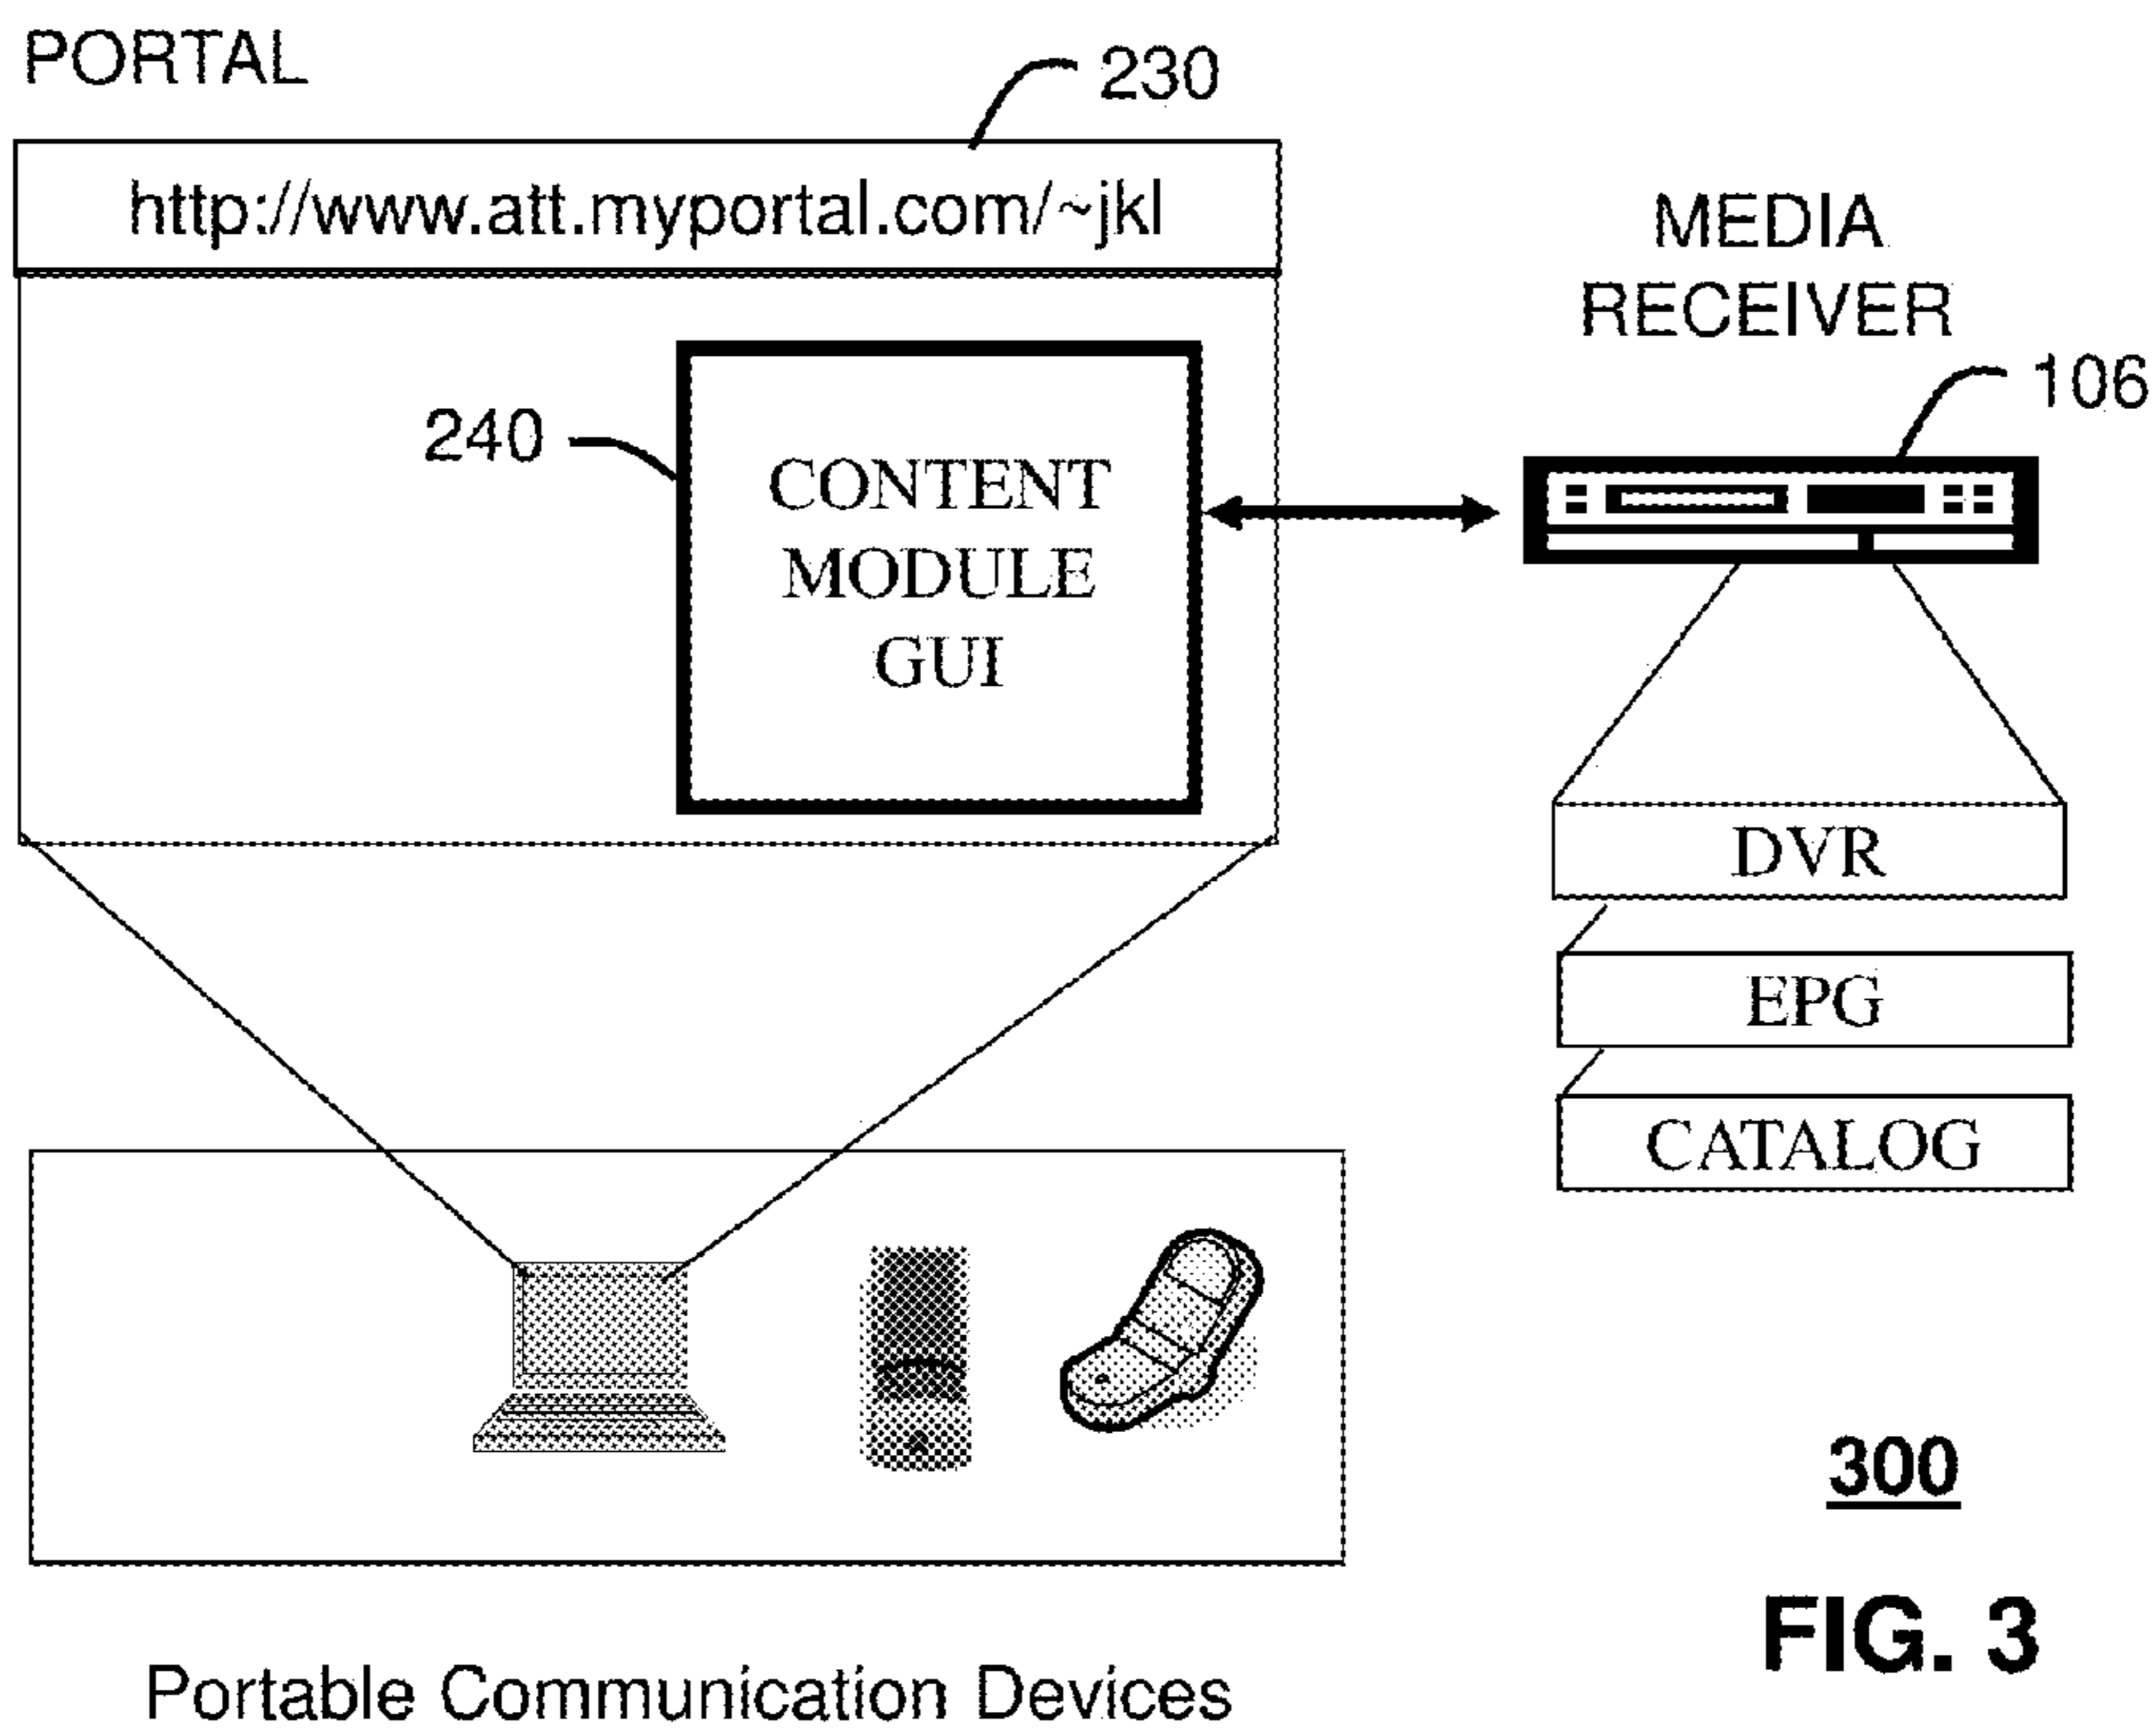 PORTAL
230
http://www.att.myportal.com/~jkl
MEDIA
RECEIVER
106
240
CONTENT
MODULE
GUI
DVR
EPG
CATALOG
300
FIG. 3
Portable Communication Devices